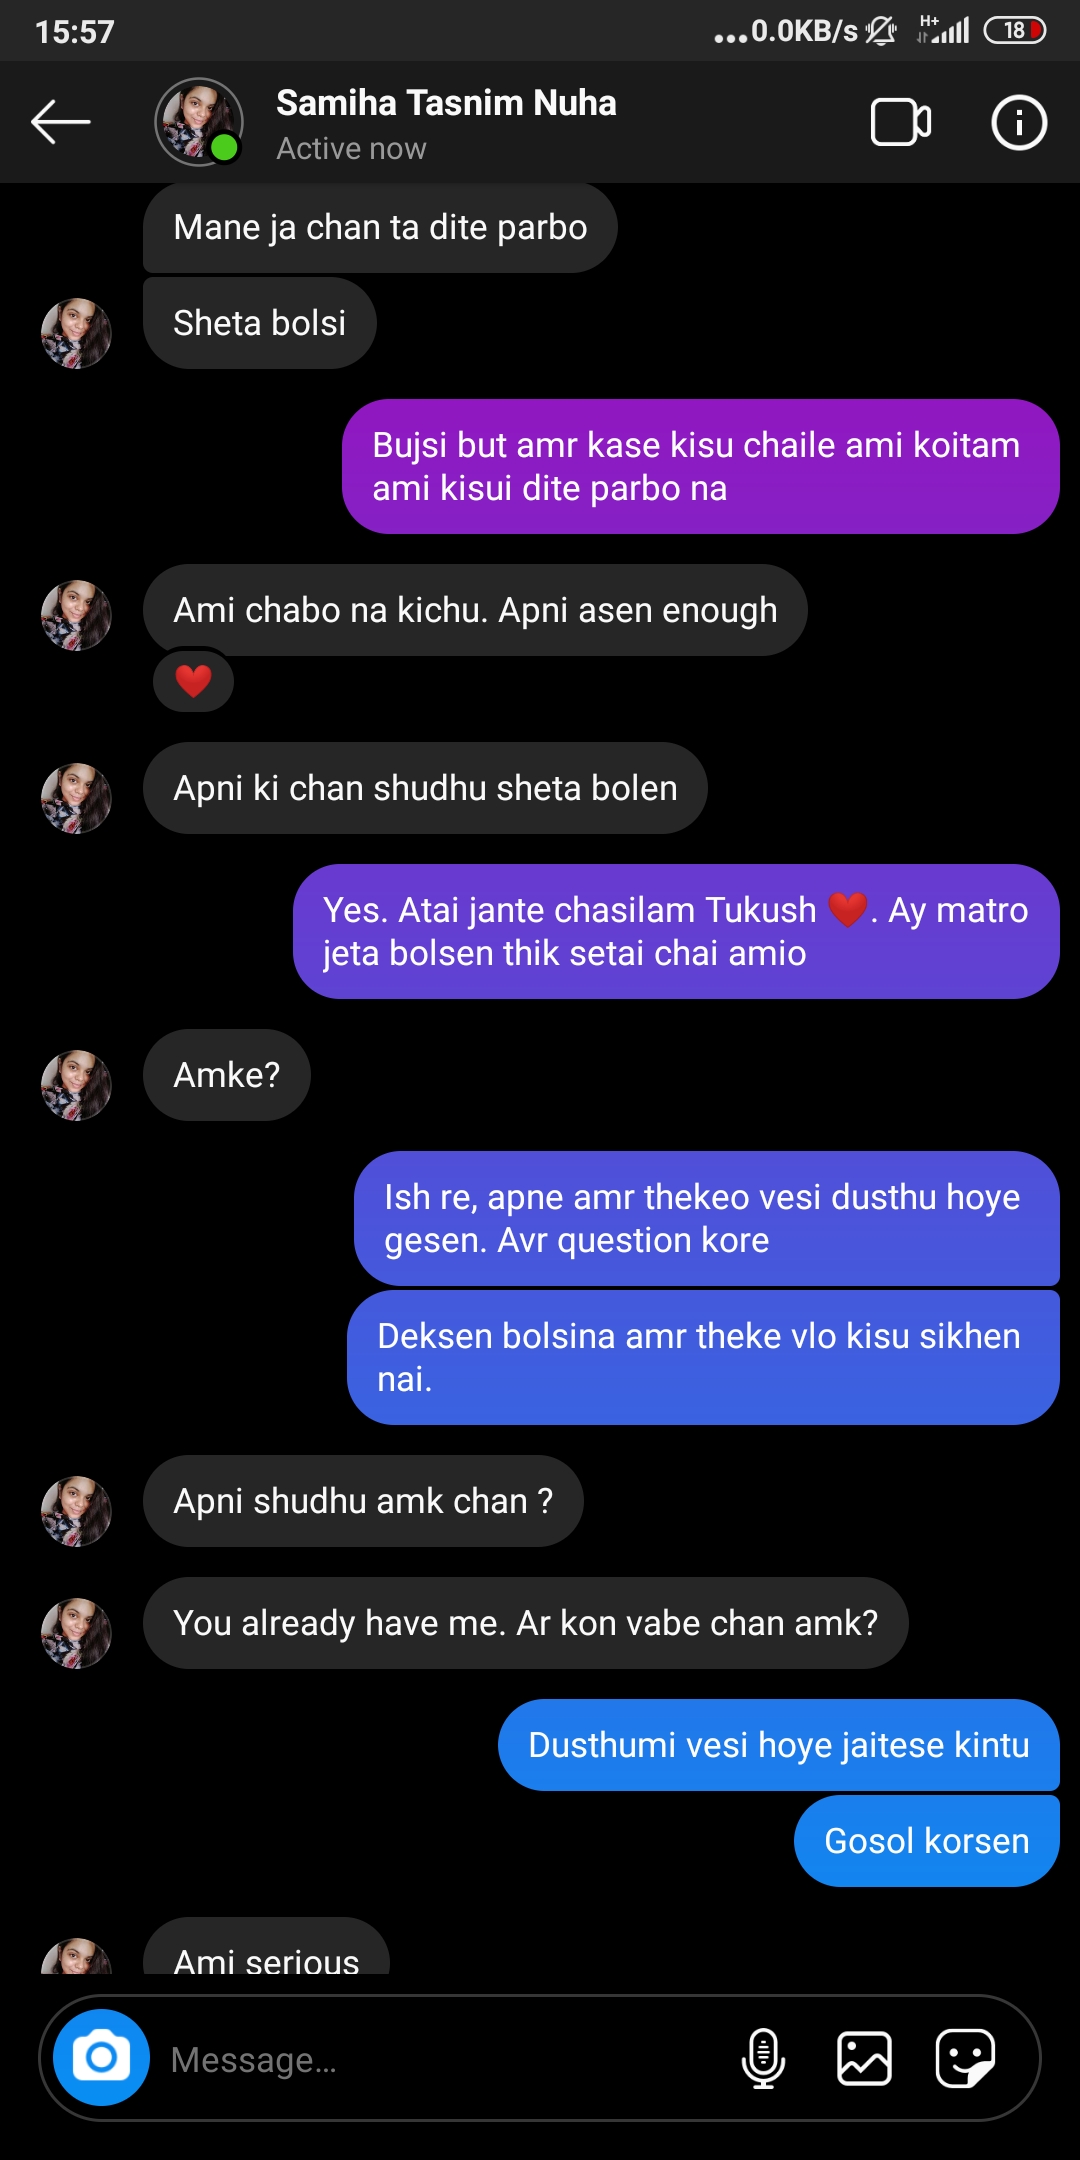 15:57
...0.0KB/s H+ 18
Samiha Tasnim Nuha
Active now
Mane ja chan ta dite parbo
Sheta bolsi
Bujsi but amr kase kisu chaile ami koitam
ami kisui dite parbo na
Ami chabo na kichu. Apni asen enough
❤️
Apni ki chan shudhu sheta bolen
Yes. Atai jante chasilam Tukush ❤️. Ay matro
jeta bolsen thik setai chai amio
Amke?
Ish re, apne amr thekeo vesi dusthu hoye
gesen. Avr question kore
Deksen bolsina amr theke vlo kisu sikhen
nai.
Apni shudhu amk chan ?
You already have me. Ar kon vabe chan amk?
Dusthumi vesi hoye jaitese kintu
Gosol korsen
Ami serious
Message...